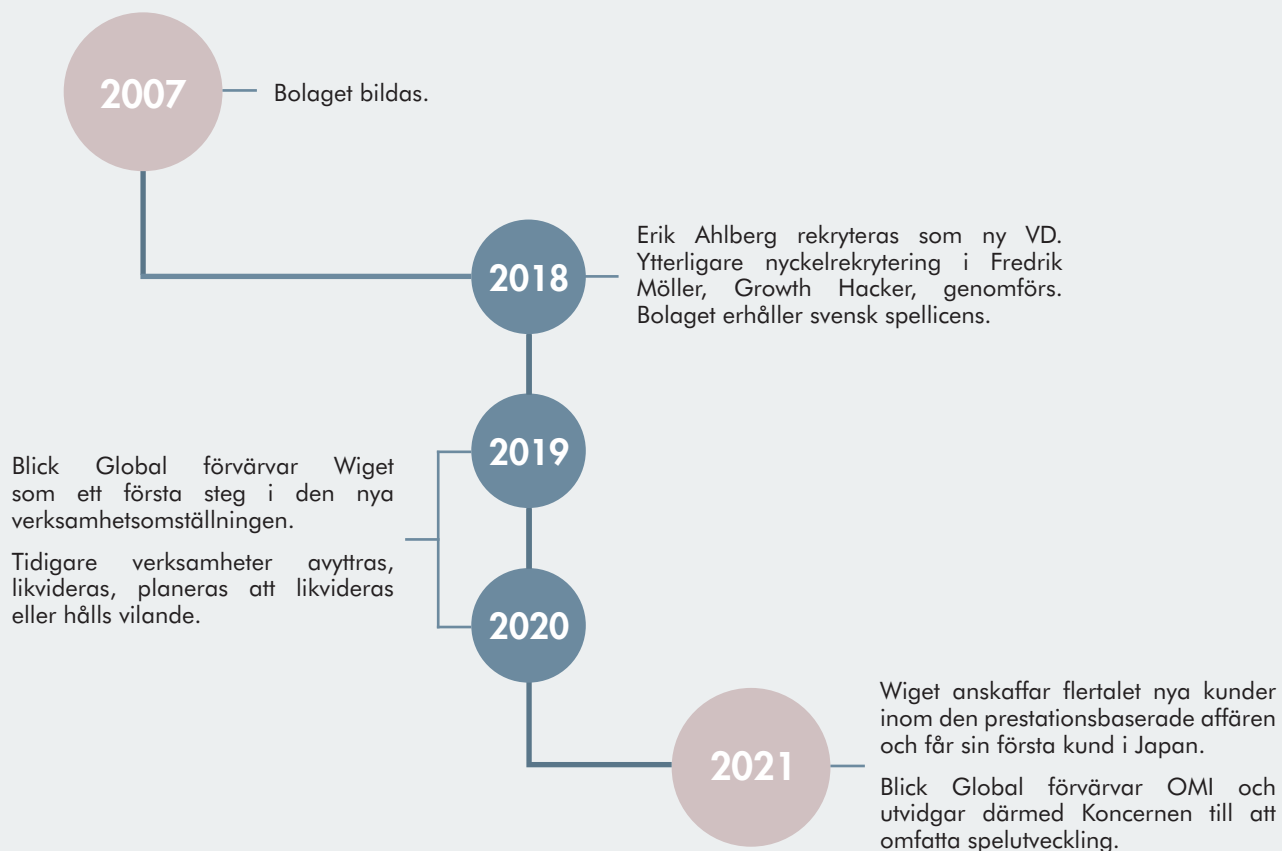 2007
Bolaget bildas.
2018
Erik Ahlberg rekryteras som ny VD.
Ytterligare nyckelrekrytering i Fredrik
Möller, Growth Hacker, genomförs.
Bolaget erhåller svensk spellicens.
2019
Blick Global förvärvar Wiget
som ett första steg i den nya
verksamhetsomställningen.
Tidigare verksamheter avyttras,
likvideras, planeras att likvideras
eller hålls vilande.
2020
2021
Wiget anskaffar flertalet nya kunder
inom den prestationsbaserade affären
och får sin första kund i Japan.
Blick Global förvärvar OMI och
utvidgar därmed Koncernen till att
omfatta spelutveckling.